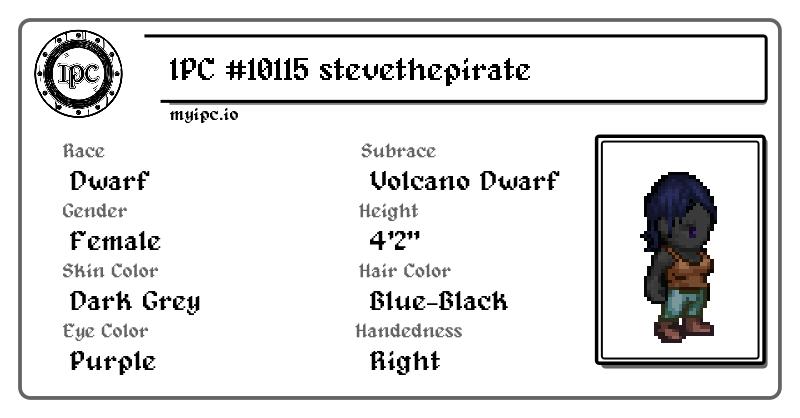 IPC
IPC #10115 stevethepirate
myipc.io
Race
Dwarf
Subrace
Volcano Dwarf
Gender
Female
Height
4'2"
Skin Color
Dark Grey
Hair Color
Blue-Black
Eye Color
Purple
Handedness
Right